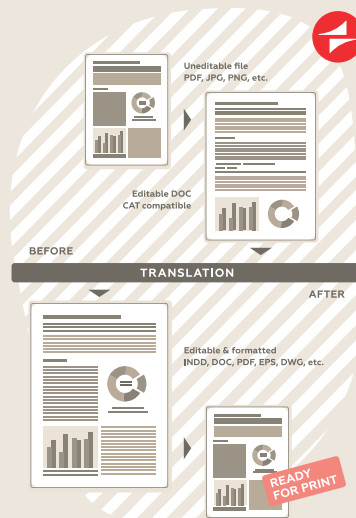 Uneditable file
PDF, JPG, PNG, etc.
Editable DOC
CAT compatible
BEFORE
TRANSLATION
AFTER
Editable & formatted
INDD, DOC, PDF, EPS, DWG, etc.
READY
FOR PRINT